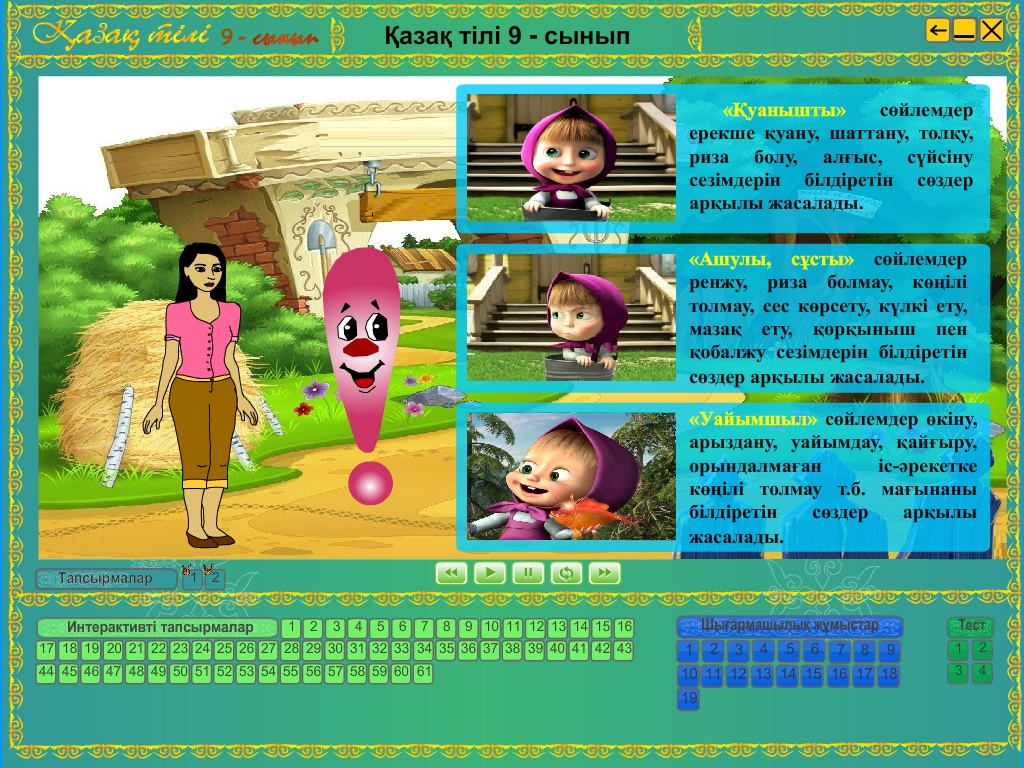 Қазақ тілі 9 - сынып
Қазақ тілі 9 - сынып
«Қуанышты» сөйлемдер
ерекше қуану, шаттану, толқу,
риза болу, алғыс, сүйсіну
сезімдерін білдіретін сөздер
арқылы жасалады.
«Ашулы, сұсты» сөйлемдер
ренжу, риза болмау, көңілі
толмау, сес көрсету, күлкі ету,
мазақ ету, қорқыныш пен
қобалжу сезімдерін білдіретін
сөздер арқылы жасалады.
«Уайымшыл» сөйлемдер өкіну,
арыздану, уайымдау, қайғыру,
орындалмаған іс-әрекетке
көңілі толмау т.б. мағынаны
білдіретін сөздер арқылы
жасалады.
Тапсырмалар 1 2
Интерактивті тапсырмалар 1 2 3 4 5 6 7 8 9 10 11 12 13 14 15 16
17 18 19 20 21 22 23 24 25 26 27 28 29 30 31 32 33 34 35 36 37 38 39 40 41 42 43
44 45 46 47 48 49 50 51 52 53 54 55 56 57 58 59 60 61
Шығармашылық жұмыстар
1 2 3 4 5 6 7 8 9
10 11 12 13 14 15 16 17 18
19
Тест
1 2
3 4